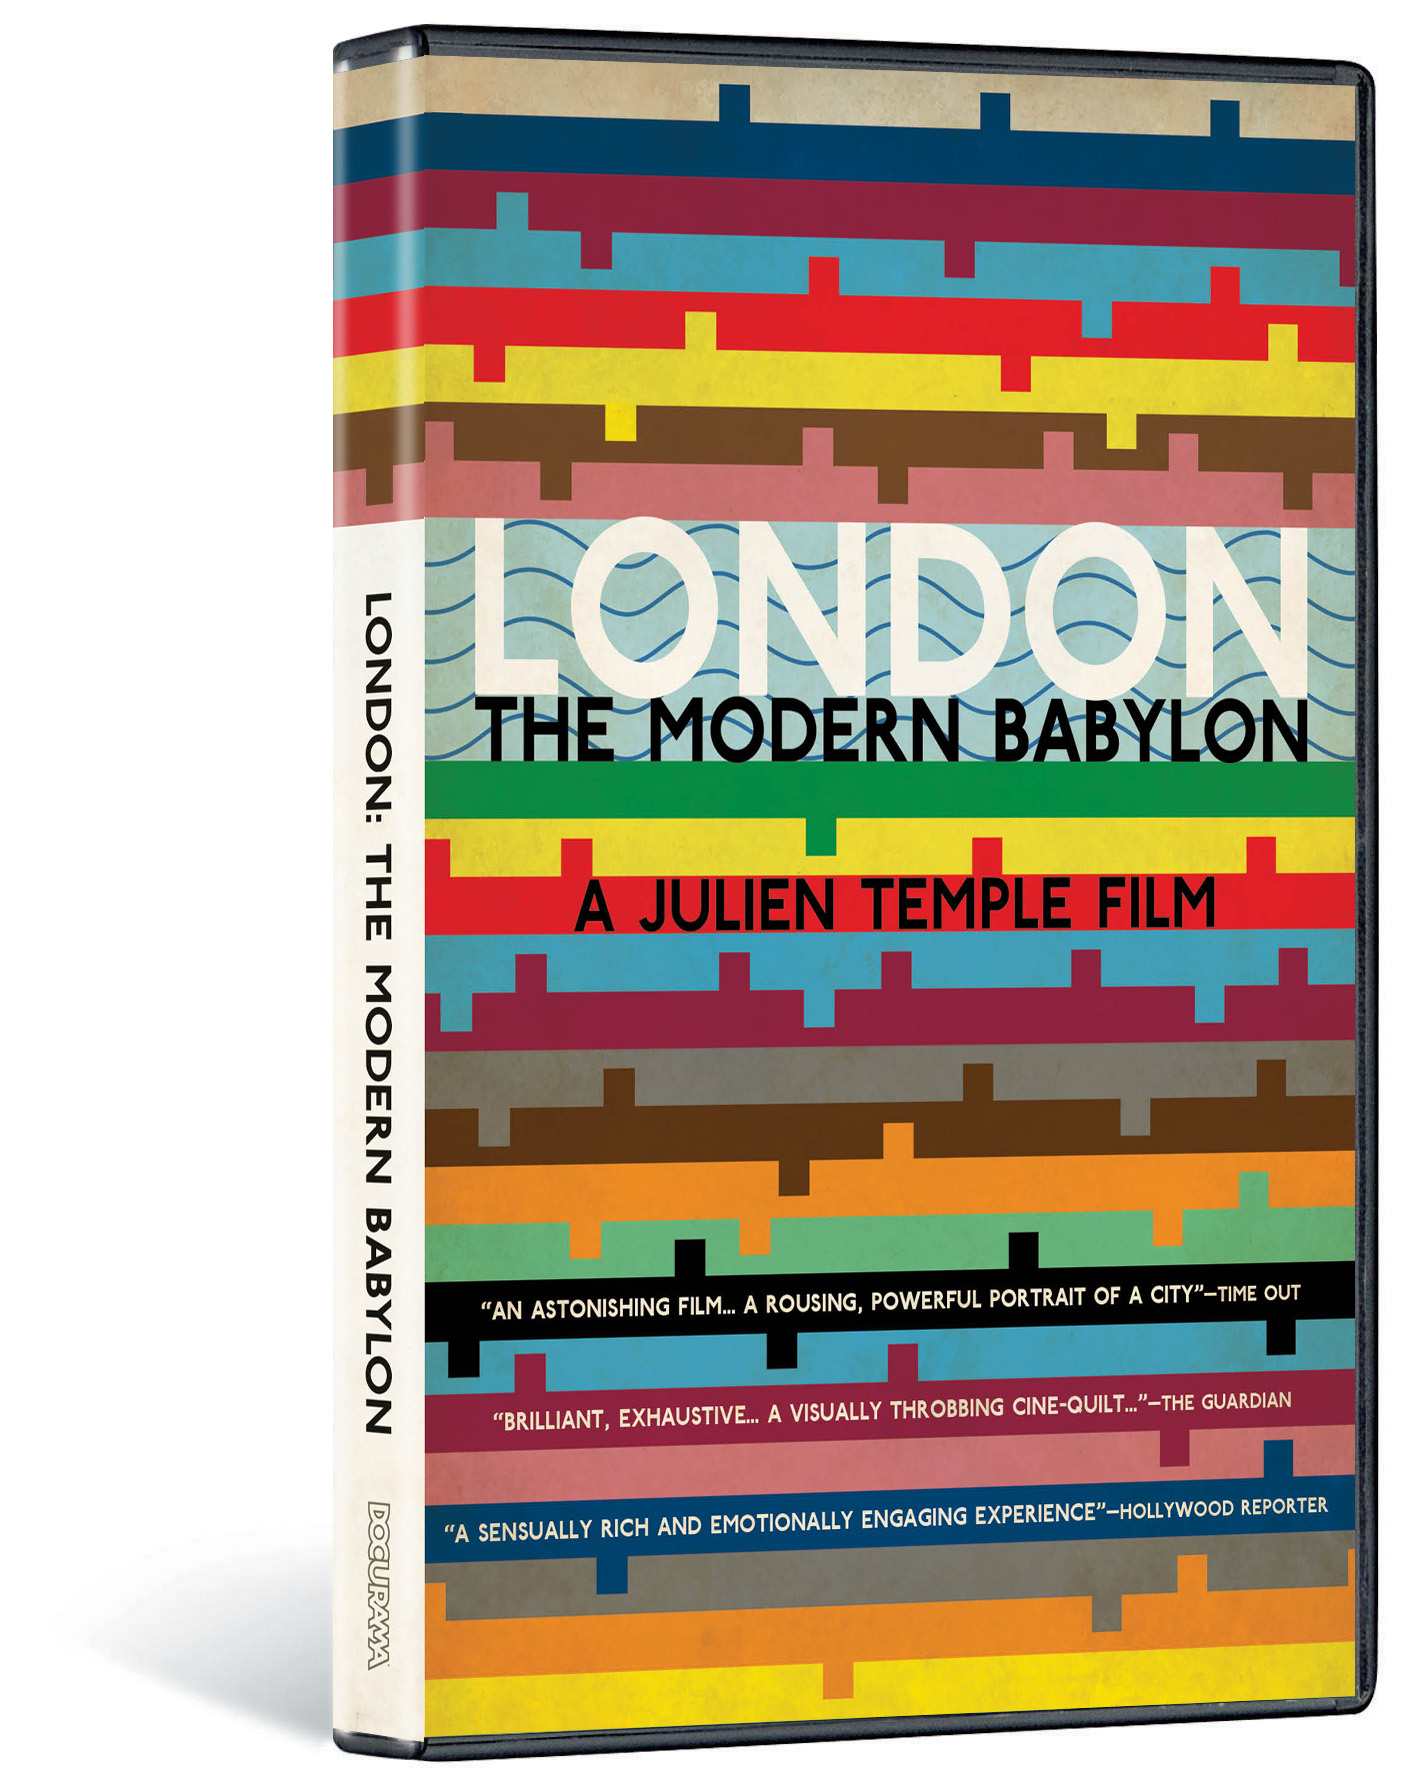 LONDON
THE MODERN BABYLON
A JULIEN TEMPLE FILM
“AN ASTONISHING FILM... A ROUSING, POWERFUL PORTRAIT OF A CITY”—TIME OUT
“BRILLIANT, EXHAUSTIVE... A VISUALLY THROBBING CINE-QUILT...”—THE GUARDIAN
“A SENSUALLY RICH AND EMOTIONALLY ENGAGING EXPERIENCE”—HOLLYWOOD REPORTER
LONDON: THE MODERN BABYLON
DOCURAMA